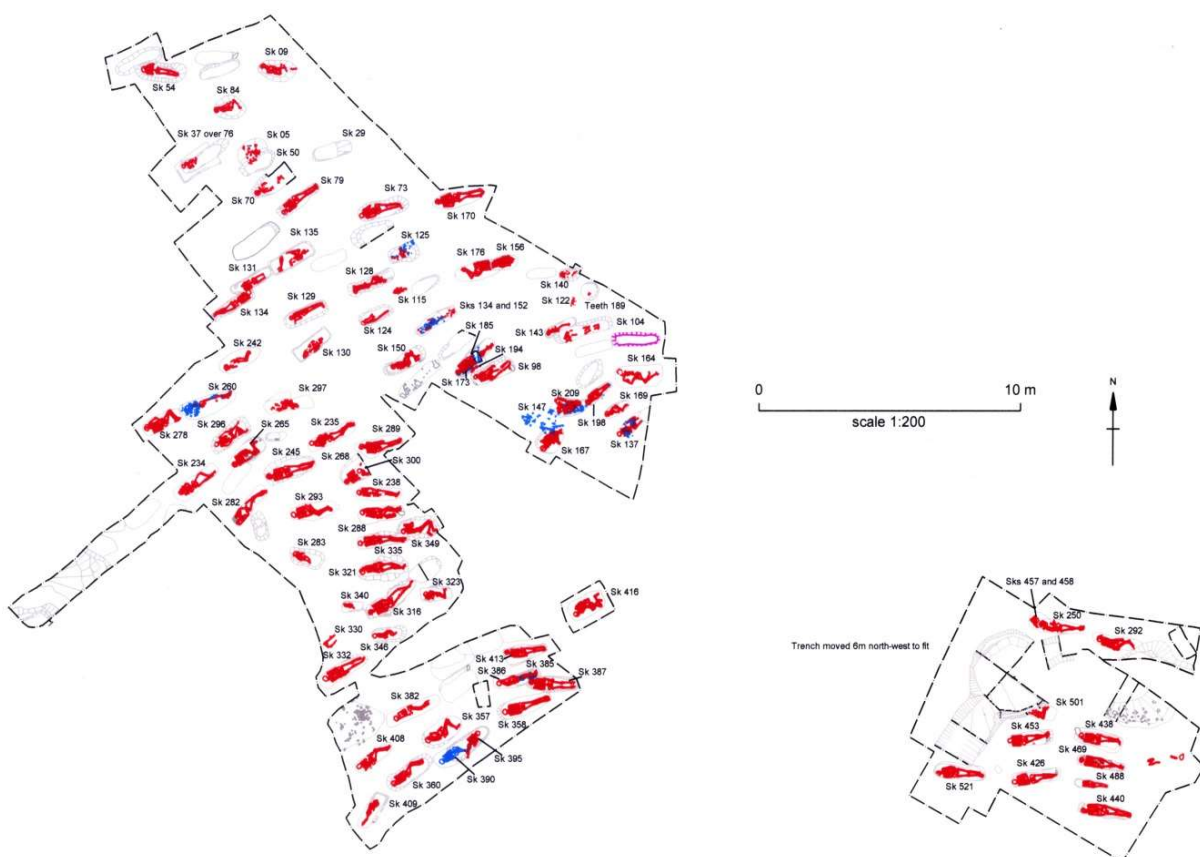 Sk 09
Sk 54
Sk 84
Sk 37 over 76
Sk 05
Sk 29
Sk 50
Sk 70
Sk 79
Sk 73
Sk 170
Sk 135
Sk 125
Sk 176
Sk 156
Sk 131
Sk 128
Sk 140
Sk 115
Sk 122
Teeth 189
Sk 134
Sk 129
Sks 134 and 152
Sk 104
Sk 124
Sk 185
Sk 143
Sk 242
Sk 130
Sk 150
Sk 194
Sk 98
Sk 164
Sk 173
0
10 m
scale 1:200
N
Sk 260
Sk 297
Sk 209
Sk 169
Sk 147
Sk 198
Sk 278
Sk 296
Sk 265
Sk 235
Sk 289
Sk 137
Sk 167
Sk 234
Sk 245
Sk 268
Sk 300
Sk 238
Sk 282
Sk 293
Sk 288
Sk 349
Sk 283
Sk 335
Sk 321
Sk 323
Sk 340
Sk 316
Sk 416
Sk 330
Sk 346
Sk 332
Sk 413
Sk 385
Sk 386
Sk 387
Sk 382
Sk 357
Sk 358
Sk 408
Sk 395
Sk 360
Sk 390
Sk 409
Sks 457 and 458
Sk 250
Sk 292
Trench moved 6m north-west to fit
Sk 501
Sk 453
Sk 438
Sk 469
Sk 426
Sk 488
Sk 521
Sk 440